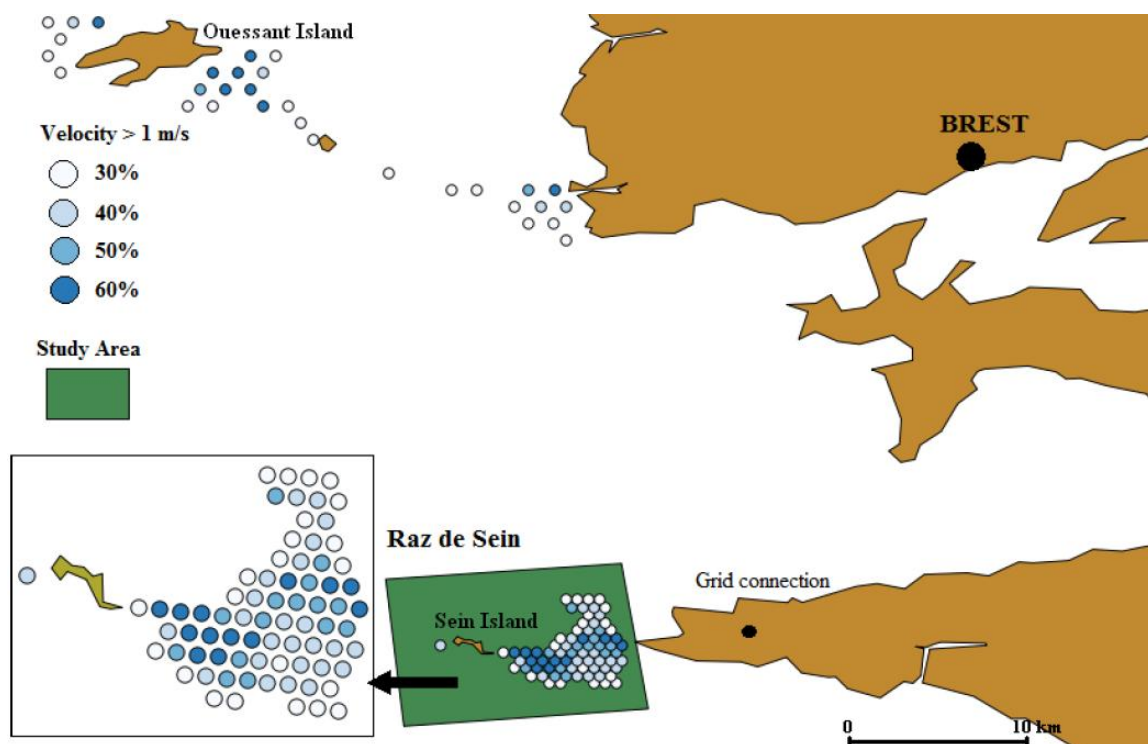 Ouessant Island
Velocity > 1 m/s
BREST
30%
40%
50%
60%
Study Area
Raz de Sein
Grid connection
Sein Island
0
10 km